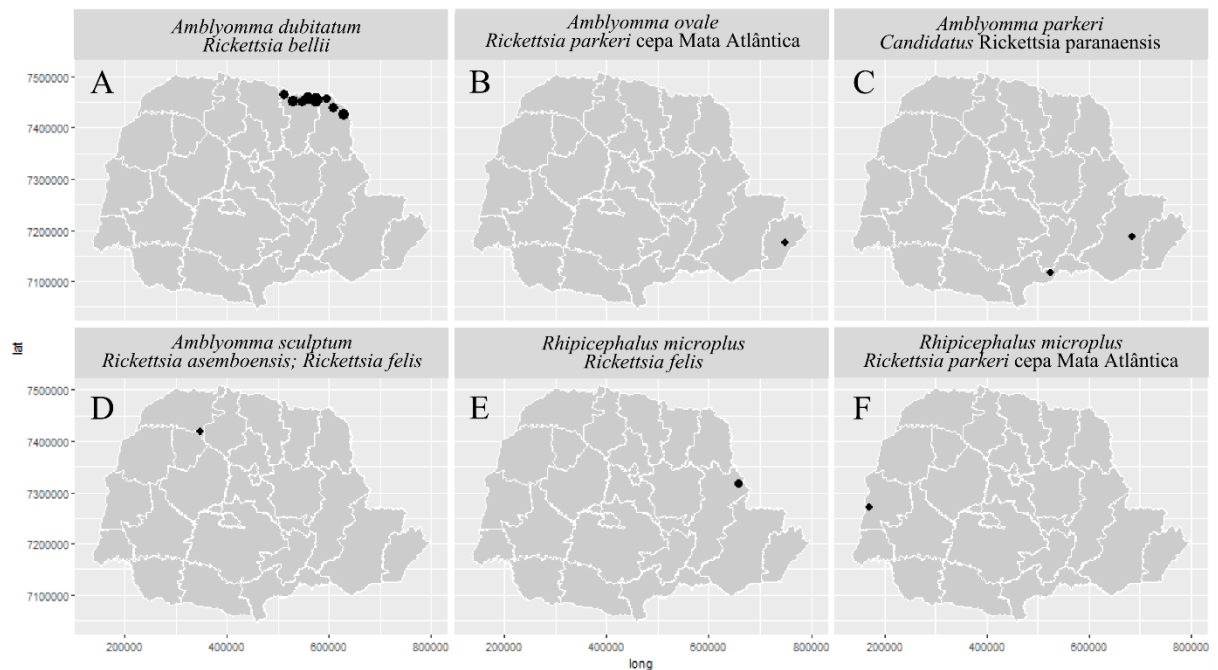 Amblyomma dubitatum
Rickettsia bellii
Amblyomma ovale
Rickettsia parkeri cepa Mata Atlântica
Amblyomma parkeri
Candidatus Rickettsia paranaensis
A
B
C
7500000
7400000
7300000
7200000
7100000
lat
Amblyomma sculptum
Rickettsia asemboensis; Rickettsia felis
Rhipicephalus microplus
Rickettsia felis
Rhipicephalus microplus
Rickettsia parkeri cepa Mata Atlântica
D
E
F
7500000
7400000
7300000
7200000
7100000
200000 400000 600000 800000
200000 400000 600000 800000
200000 400000 600000 800000
long